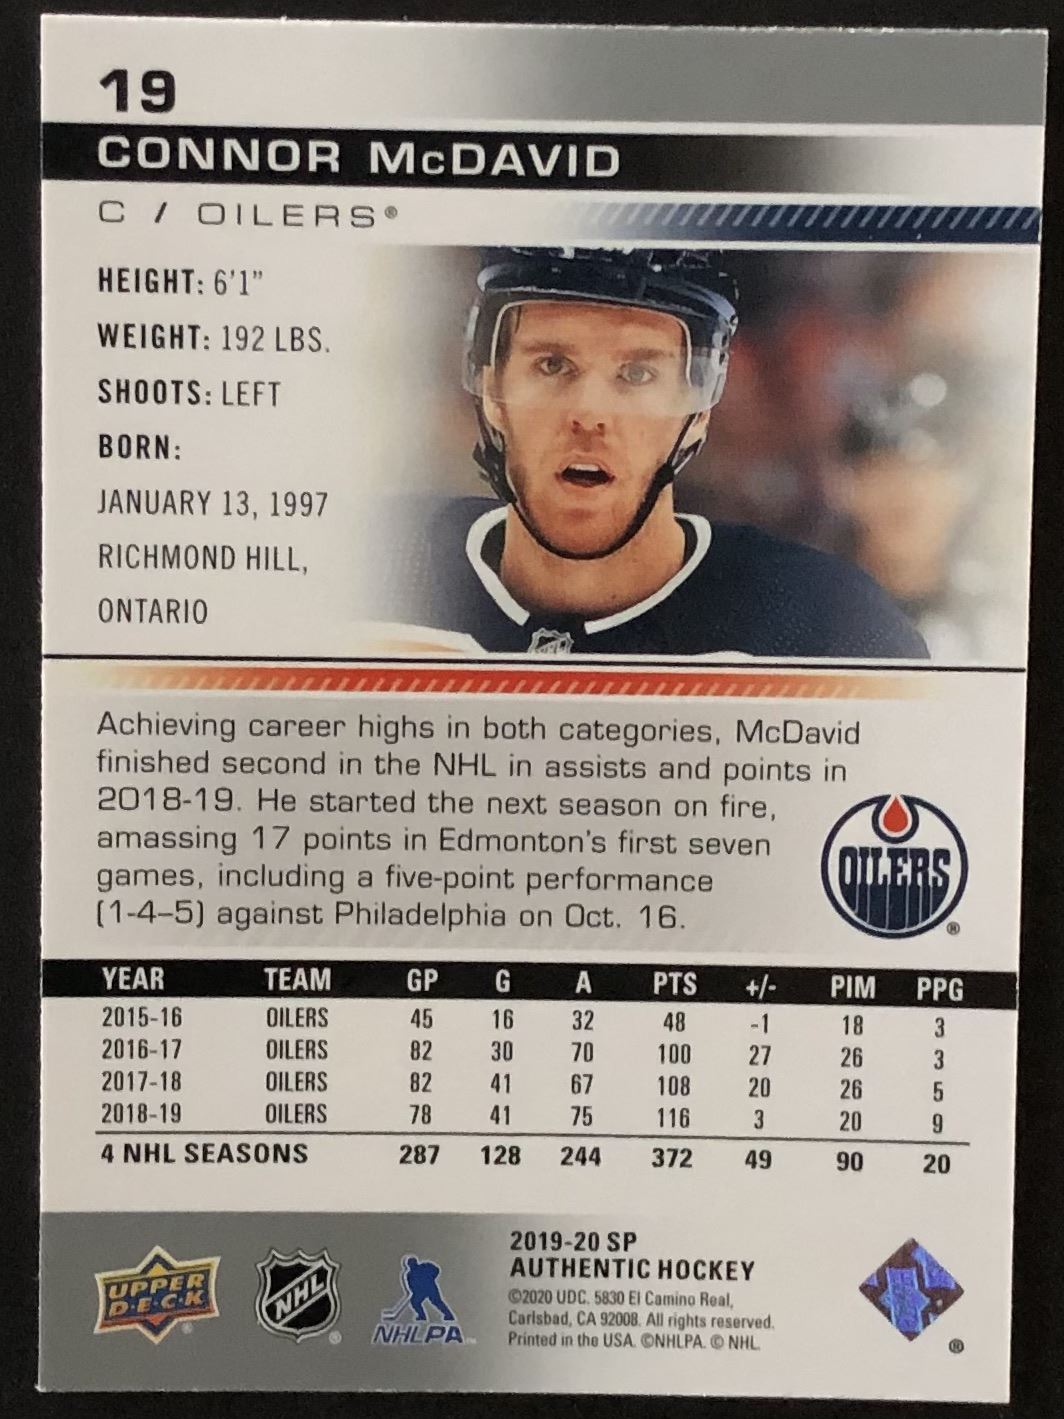 19
CONNOR McDAVID
C / OILERS®
HEIGHT: 6'1"
WEIGHT: 192 LBS.
SHOOTS: LEFT
BORN:
JANUARY 13, 1997
RICHMOND HILL,
ONTARIO
Achieving career highs in both categories, McDavid
finished second in the NHL in assists and points in
2018-19. He started the next season on fire,
amassing 17 points in Edmonton's first seven
games, including a five-point performance
(1-4–5) against Philadelphia on Oct. 16.
OILERS
®
YEAR TEAM GP G A PTS +/- PIM PPG
2015-16 OILERS 45 16 32 48 -1 18 3
2016-17 OILERS 82 30 70 100 27 26 3
2017-18 OILERS 82 41 67 108 20 26 5
2018-19 OILERS 78 41 75 116 3 20 9
4 NHL SEASONS 287 128 244 372 49 90 20
UPPER
D·E·C·K
®
NHL
®
NHLPA™
2019-20 SP
AUTHENTIC HOCKEY
©2020 UDC. 5830 El Camino Real,
Carlsbad, CA 92008. All rights reserved.
Printed in the USA. ©NHLPA. © NHL.
®